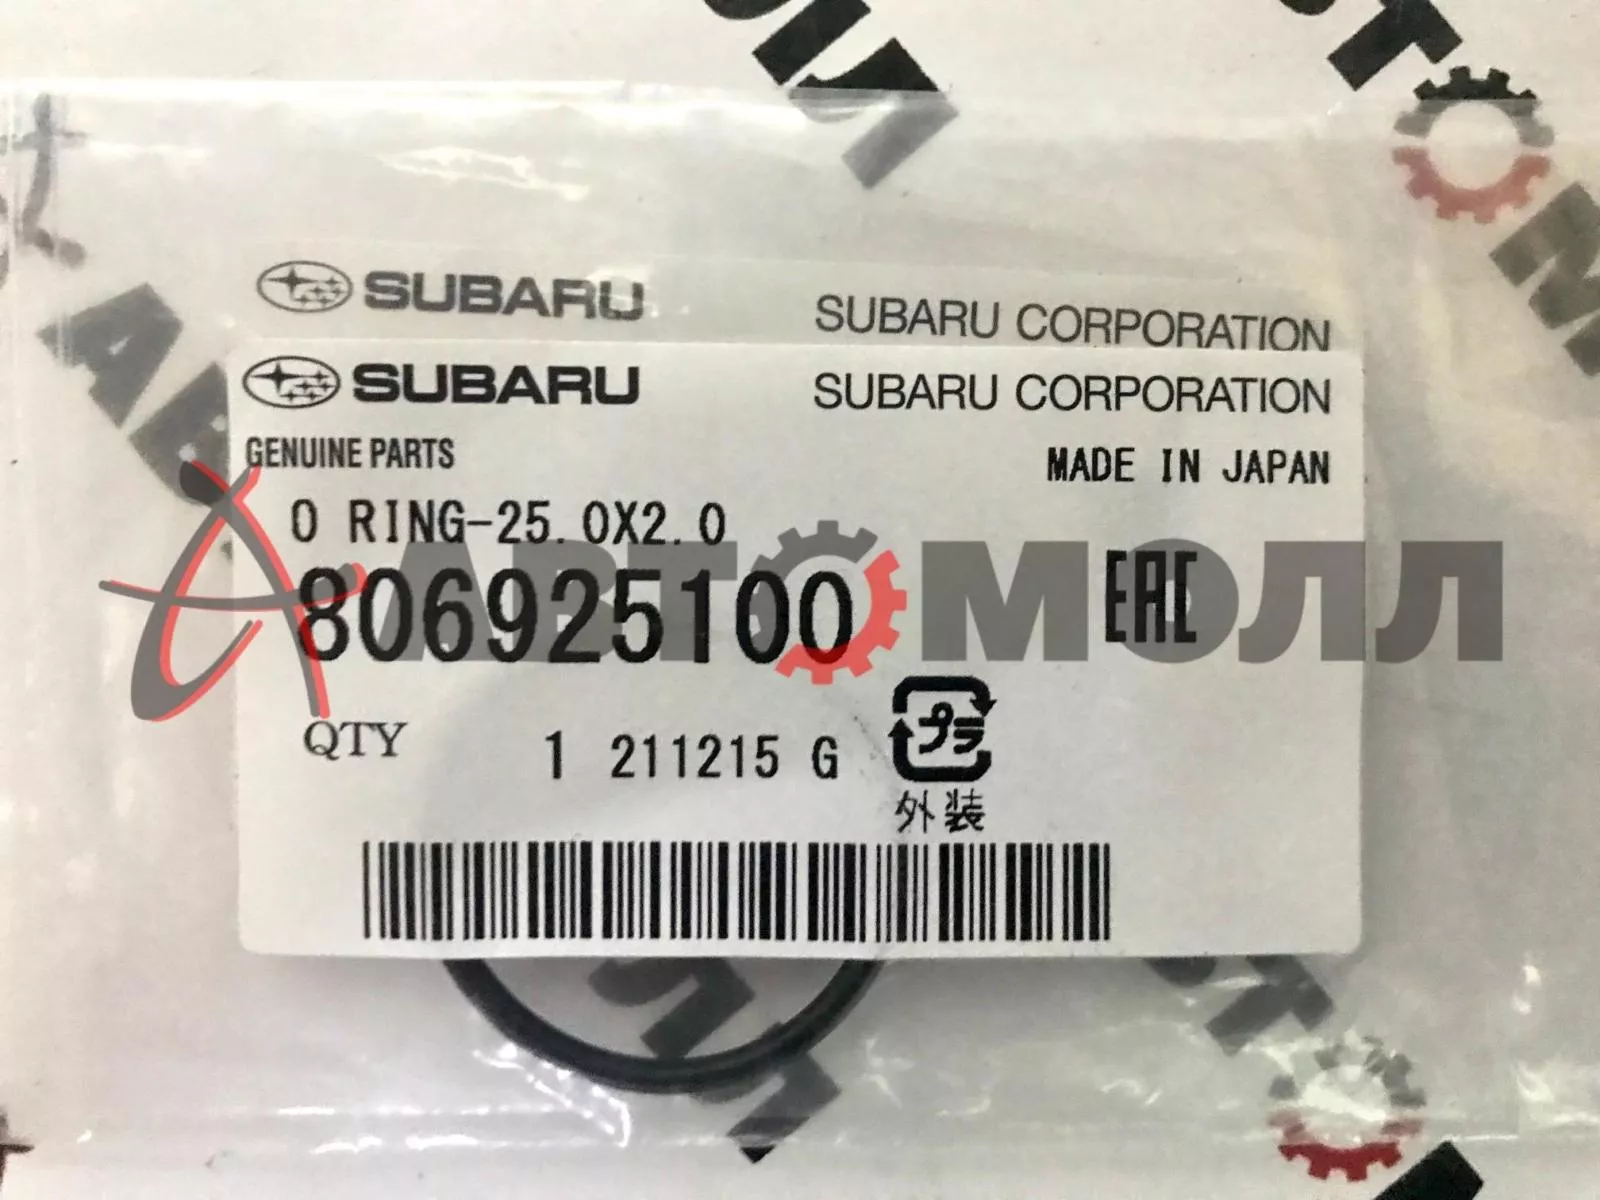 SUBARU SUBARU CORPORATION
SUBARU SUBARU CORPORATION
GENUINE PARTS
MADE IN JAPAN
O RING-25.0X2.0
АВТОМОЛЛ
806925100
EAC
QTY 1 211215 G
プラ
外装